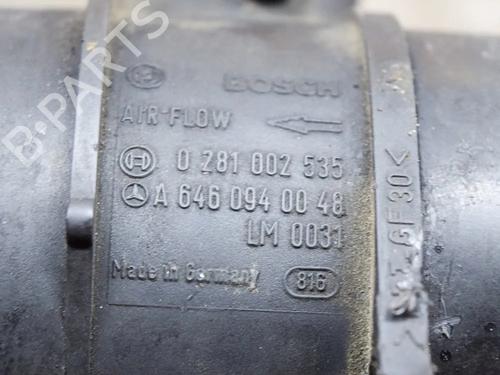 BOSCH
AIR FLOW
0 281 002 535
A 646 094 00 48
LM 0031
Made in Germany 816
GF30<
B-PARTS